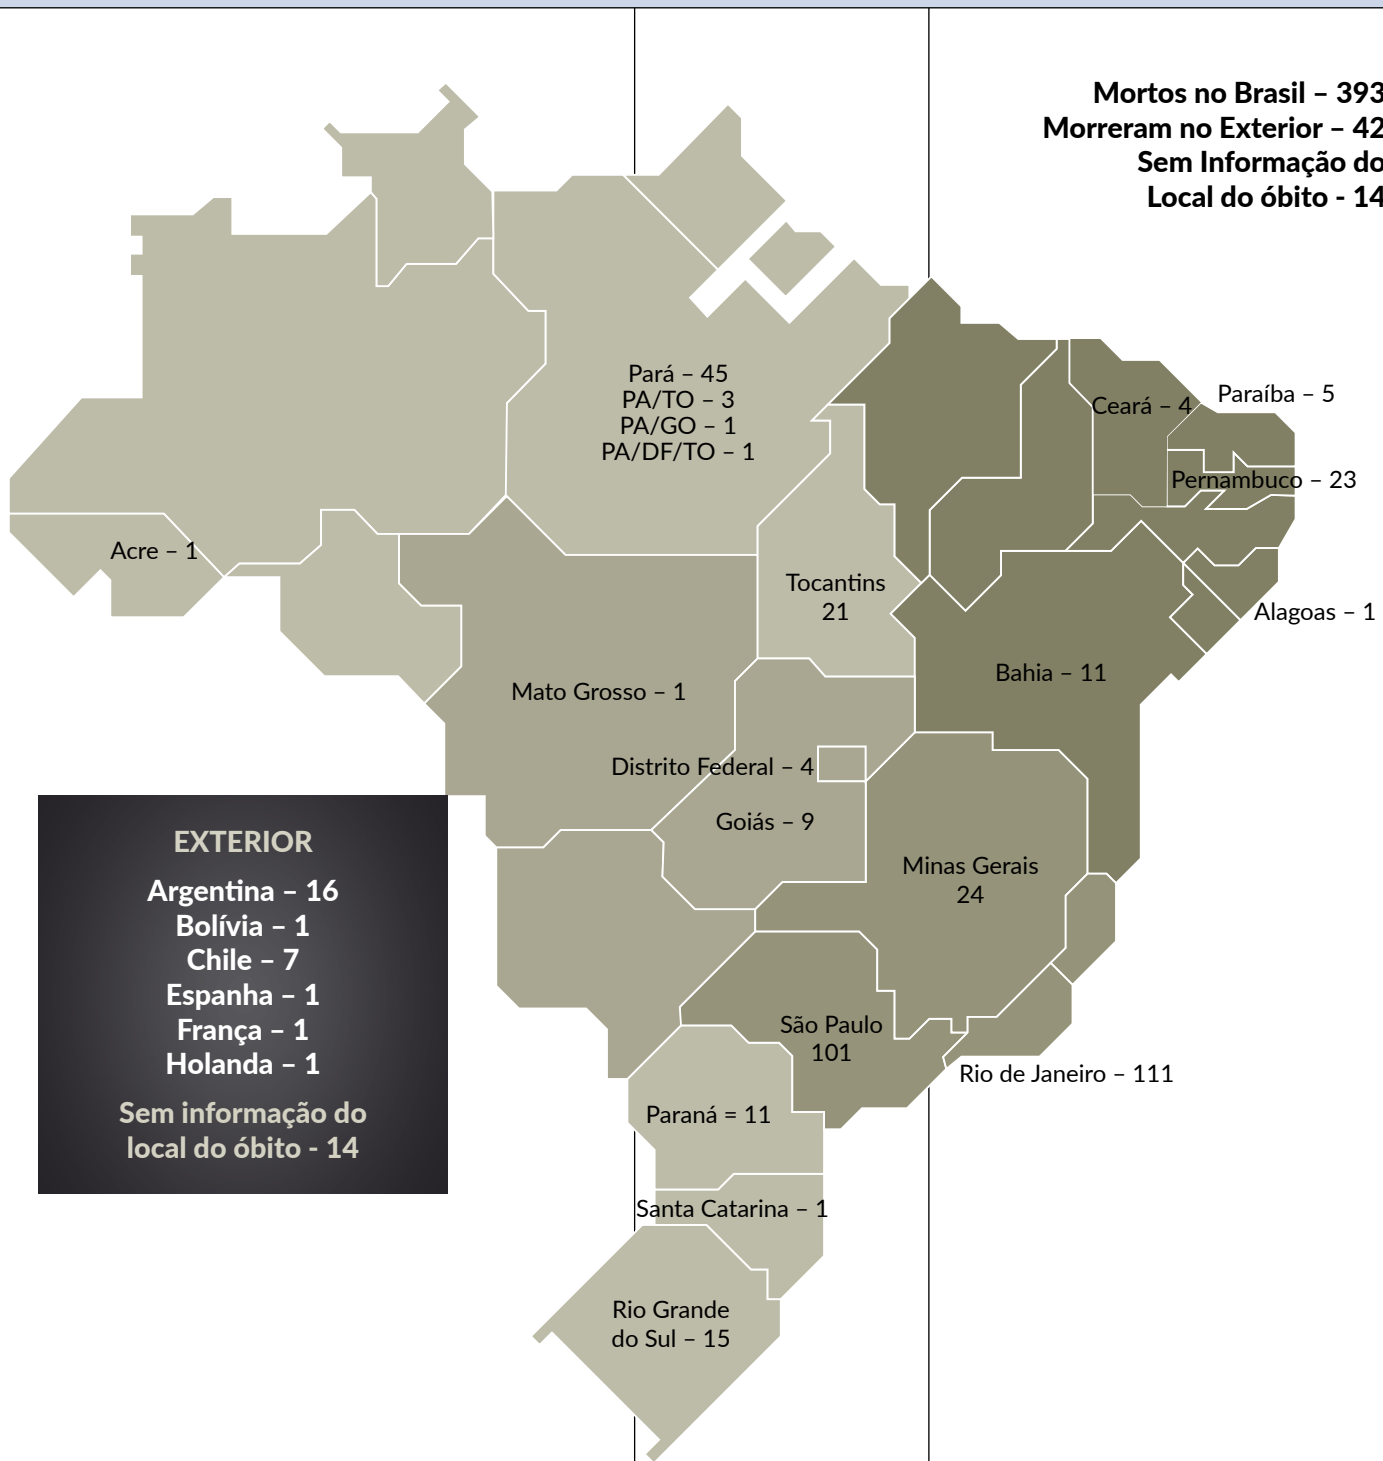 Mortos no Brasil – 393
Morreram no Exterior – 42
Sem Informação do
Local do óbito - 14
Pará – 45
PA/TO – 3
PA/GO – 1
PA/DF/TO – 1
Ceará – 4
Paraíba – 5
Pernambuco – 23
Acre – 1
Tocantins
21
Alagoas – 1
Bahia – 11
Mato Grosso – 1
Distrito Federal – 4
Goiás – 9
Minas Gerais
24
São Paulo
101
Rio de Janeiro – 111
Paraná = 11
Santa Catarina – 1
Rio Grande
do Sul – 15
EXTERIOR
Argentina – 16
Bolívia – 1
Chile – 7
Espanha – 1
França – 1
Holanda – 1
Sem informação do
local do óbito - 14